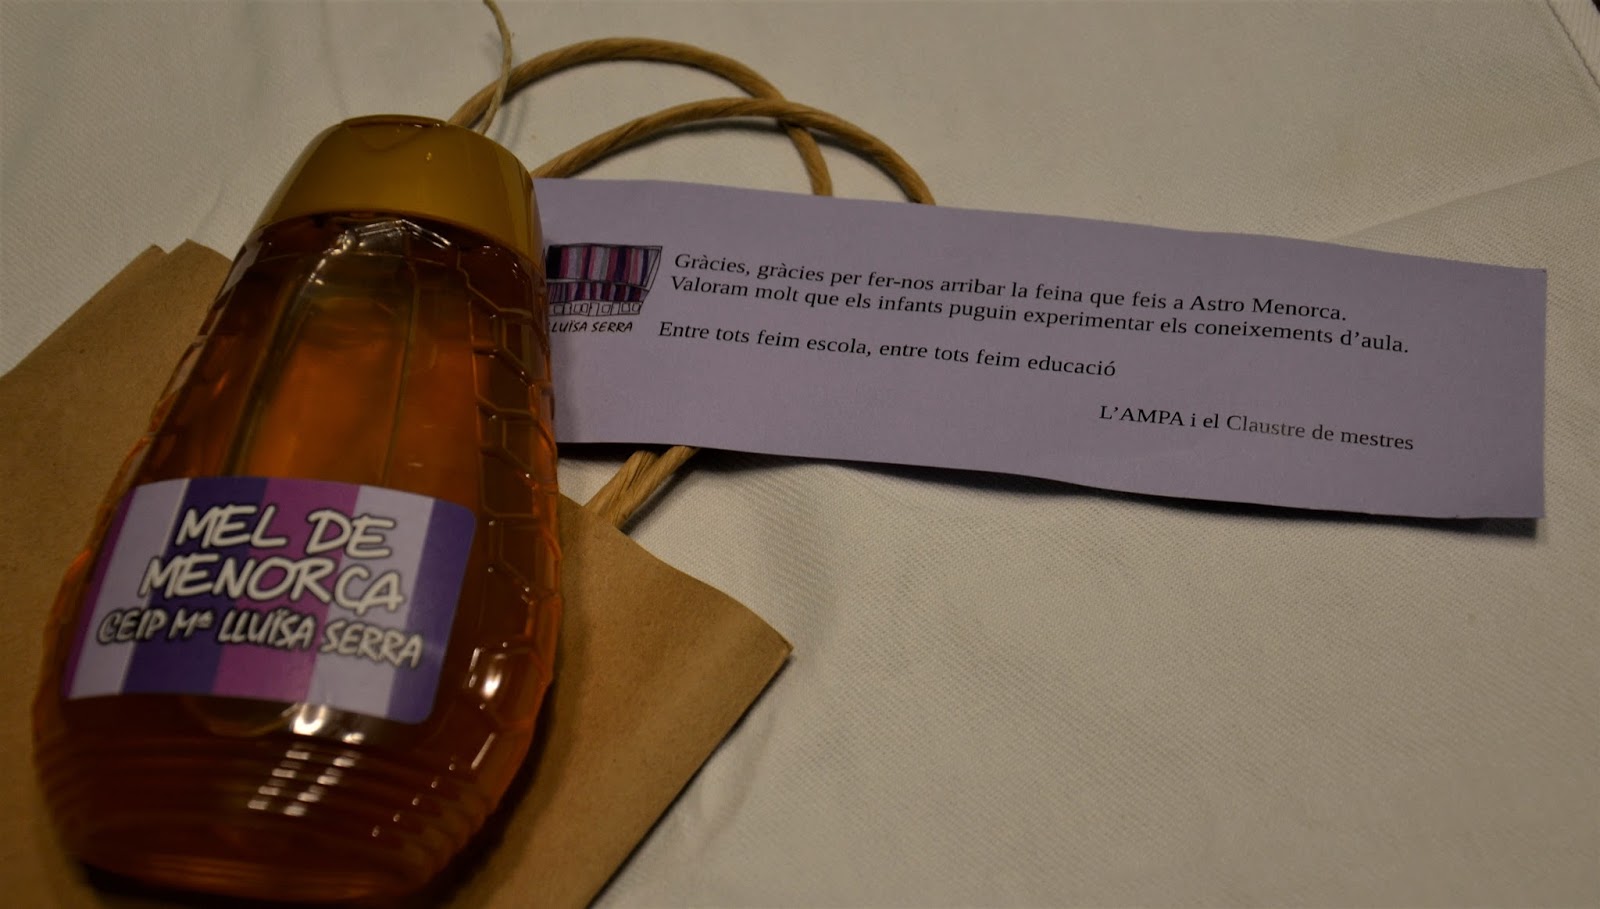 Gràcies, gràcies per fer-nos arribar la feina que feis a Astro Menorca.
Valoram molt que els infants puguin experimentar els coneixements d'aula.
Entre tots feim escola, entre tots feim educació
L'AMPA i el Claustre de mestres
LLUÏSA SERRA
MEL DE
MENORCA
CEIP Mª LLUÏSA SERRA